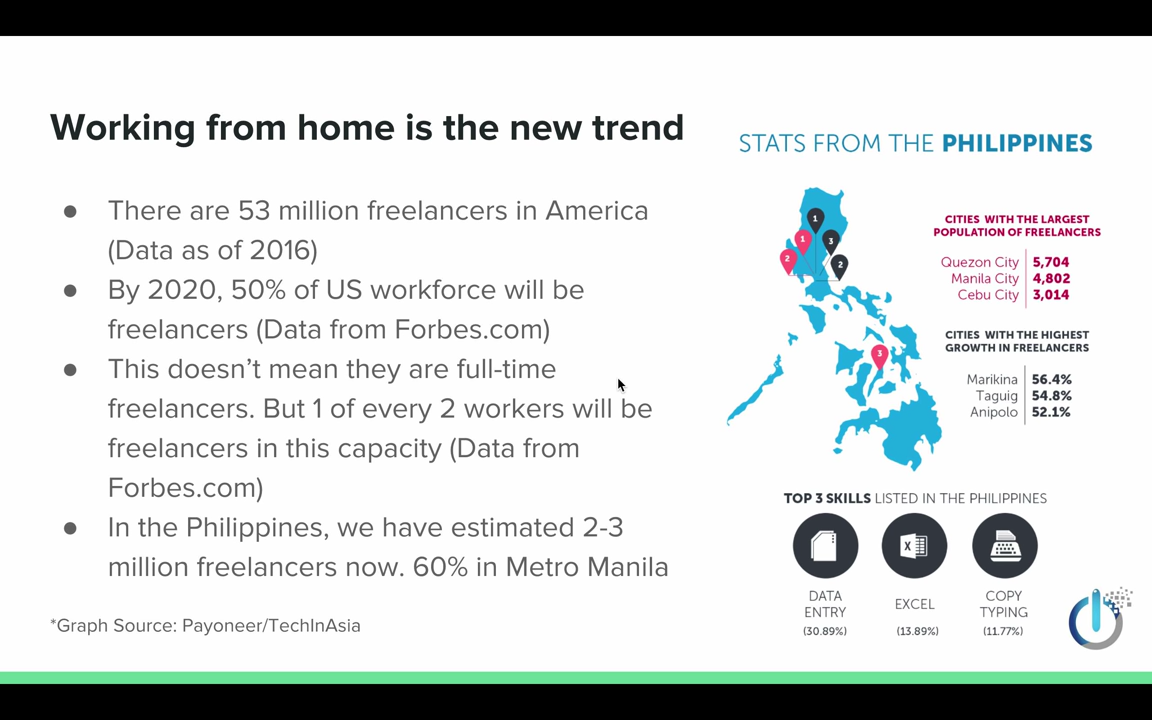 Working from home is the new trend
● There are 53 million freelancers in America
(Data as of 2016)
● By 2020, 50% of US workforce will be
freelancers (Data from Forbes.com)
● This doesn’t mean they are full-time
freelancers. But 1 of every 2 workers will be
freelancers in this capacity (Data from
Forbes.com)
● In the Philippines, we have estimated 2-3
million freelancers now. 60% in Metro Manila
*Graph Source: Payoneer/TechInAsia
STATS FROM THE PHILIPPINES
1
1
3
2
2
3
CITIES WITH THE LARGEST
POPULATION OF FREELANCERS
Quezon City 5,704
Manila City 4,802
Cebu City 3,014
CITIES WITH THE HIGHEST
GROWTH IN FREELANCERS
Marikina 56.4%
Taguig 54.8%
Anipolo 52.1%
TOP 3 SKILLS LISTED IN THE PHILIPPINES
X
DATA
ENTRY
(30.89%)
EXCEL
(13.89%)
COPY
TYPING
(11.77%)